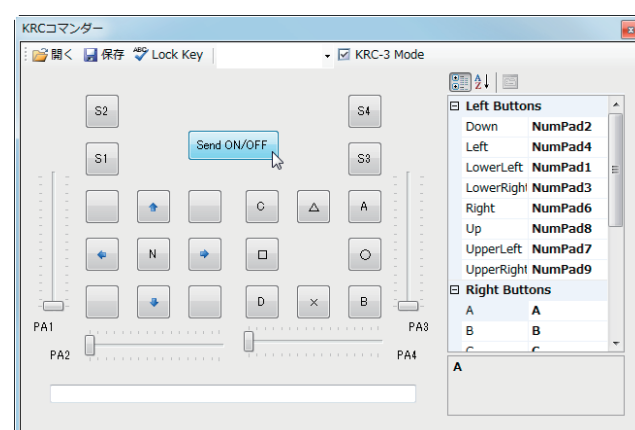 KRCコマンダー
開く 保存 ABC Lock Key KRC-3 Mode
S2 S4
Send ON/OFF
S1 S3
C △ A
N □ ○
D × B
PA1 PA3
PA2 PA4
Left Buttons
Down NumPad2
Left NumPad4
LowerLeft NumPad1
LowerRight NumPad3
Right NumPad6
Up NumPad8
UpperLeft NumPad7
UpperRight NumPad9
Right Buttons
A A
B B
C C
A